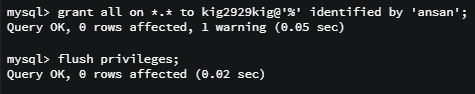 mysql> grant all on *.* to kig2929kig@'%' identified by 'ansan';
Query OK, 0 rows affected, 1 warning (0.05 sec)
mysql> flush privileges;
Query OK, 0 rows affected (0.02 sec)